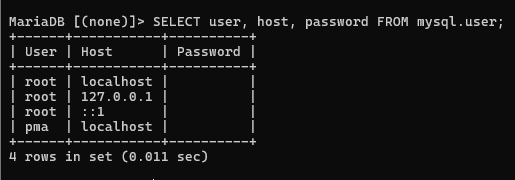 MariaDB [(none)]> SELECT user, host, password FROM mysql.user;
+------+-----------+----------+
| User | Host      | Password |
+------+-----------+----------+
| root | localhost |          |
| root | 127.0.0.1 |          |
| root | ::1       |          |
| pma  | localhost |          |
+------+-----------+----------+
4 rows in set (0.011 sec)